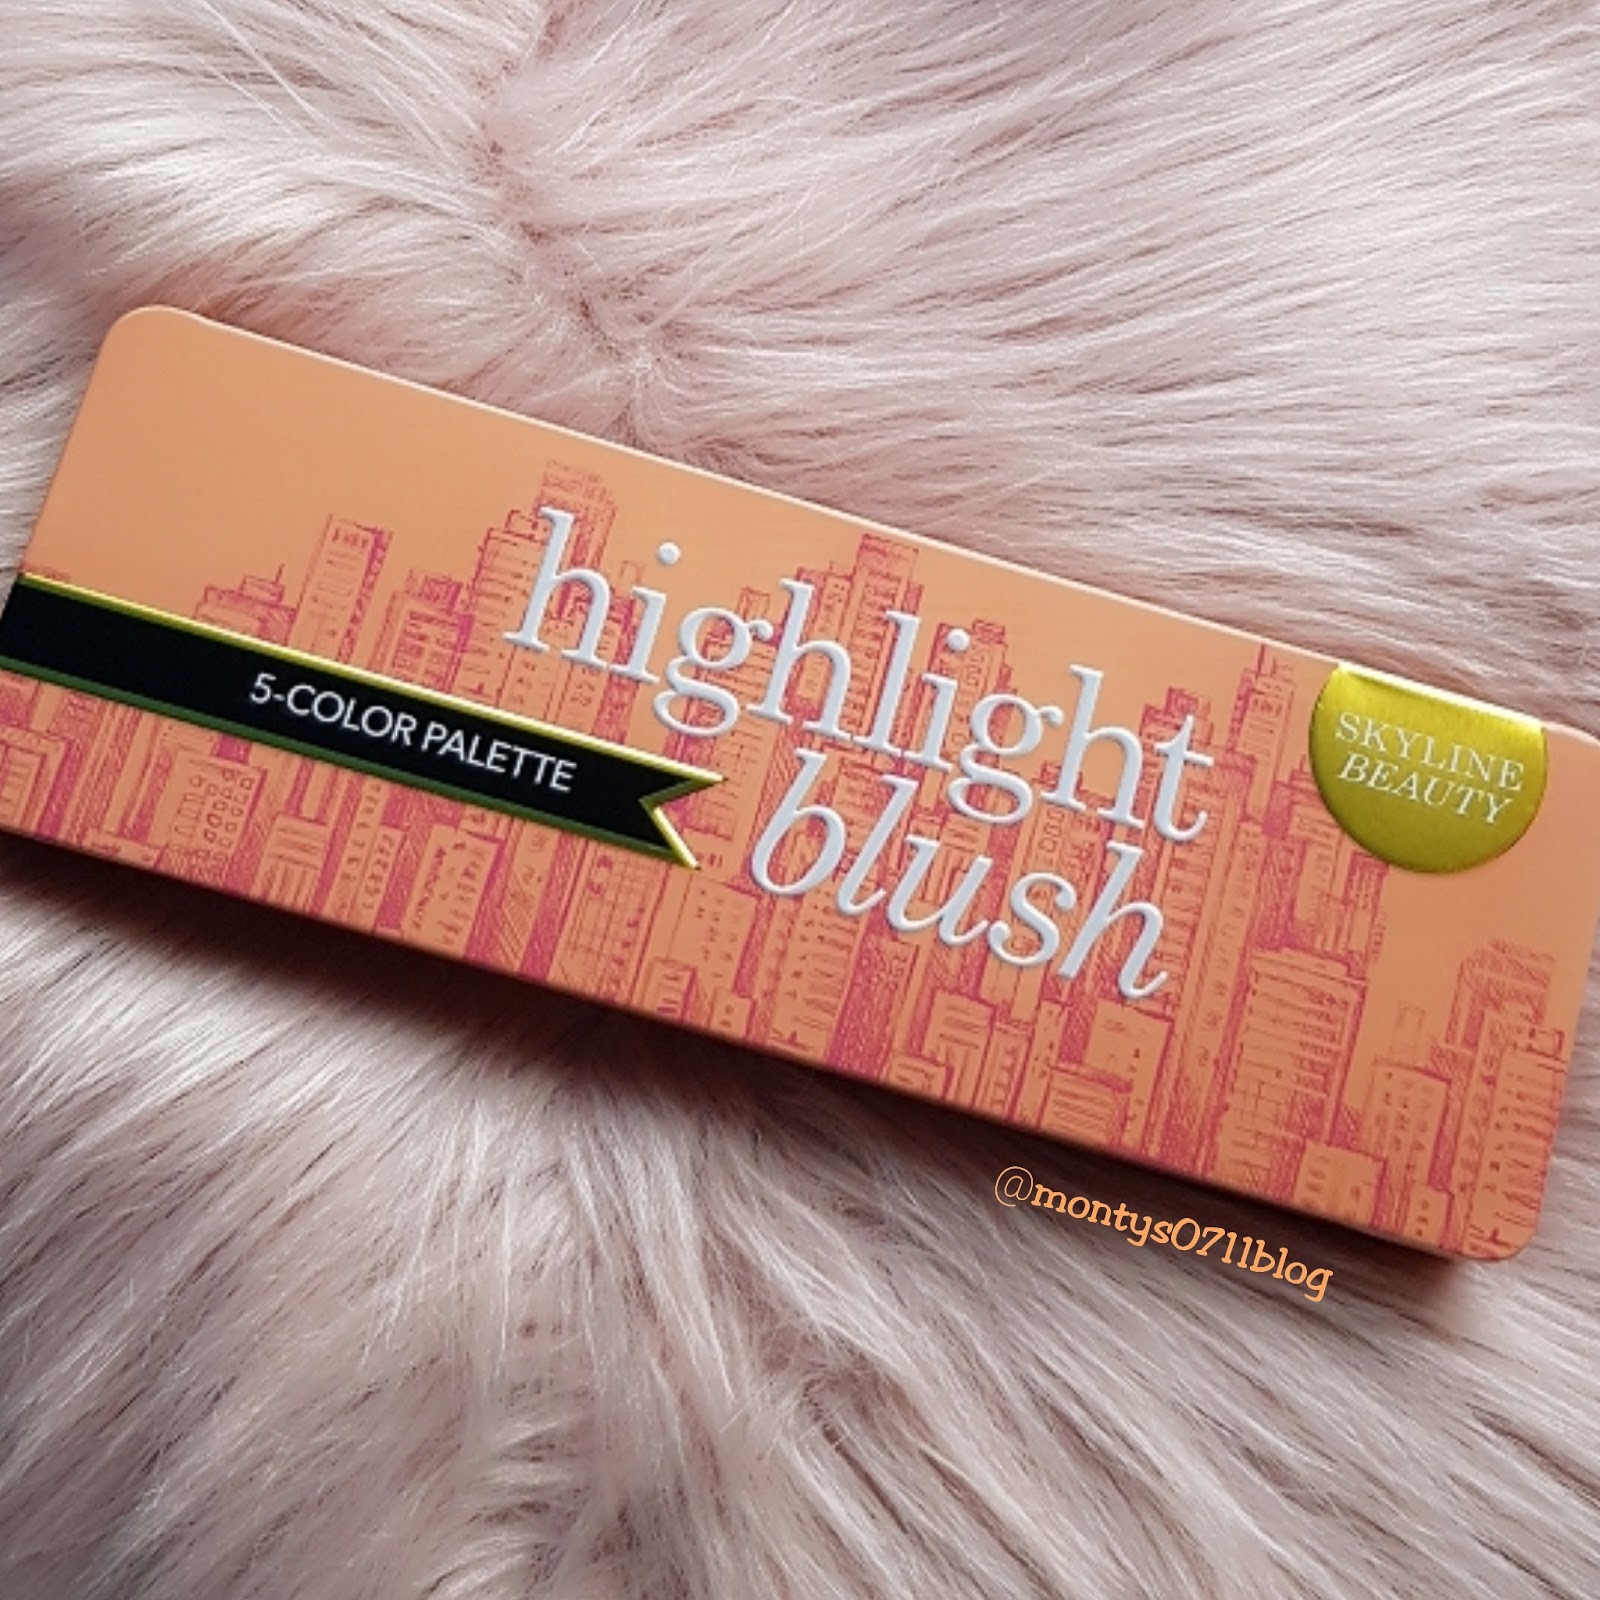 highlight
blush
5-COLOR PALETTE
SKYLINE
BEAUTY
@montys0711blog